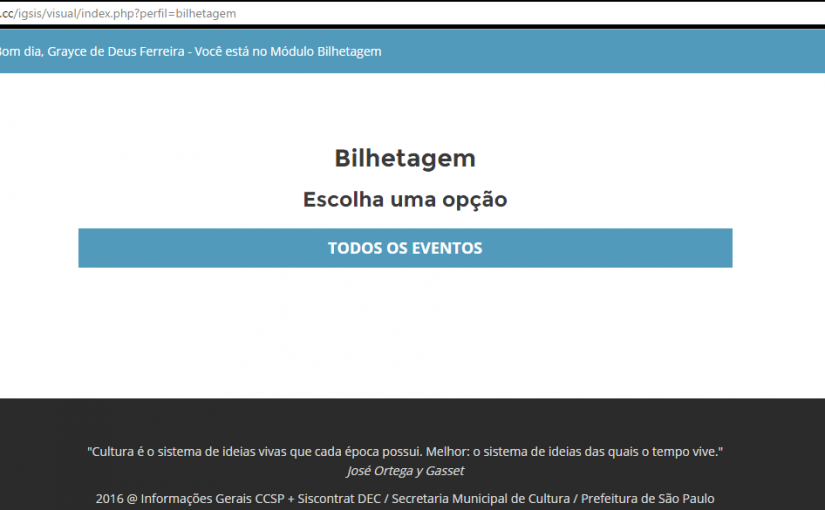 .cc/igsis/visual/index.php?perfil=bilhetagem
Bom dia, Grayce de Deus Ferreira - Você está no Módulo Bilhetagem
Bilhetagem
Escolha uma opção
TODOS OS EVENTOS
"Cultura é o sistema de ideias vivas que cada época possui. Melhor: o sistema de ideias das quais o tempo vive."
José Ortega y Gasset
2016 @ Informações Gerais CCSP + Siscontrat DEC / Secretaria Municipal de Cultura / Prefeitura de São Paulo